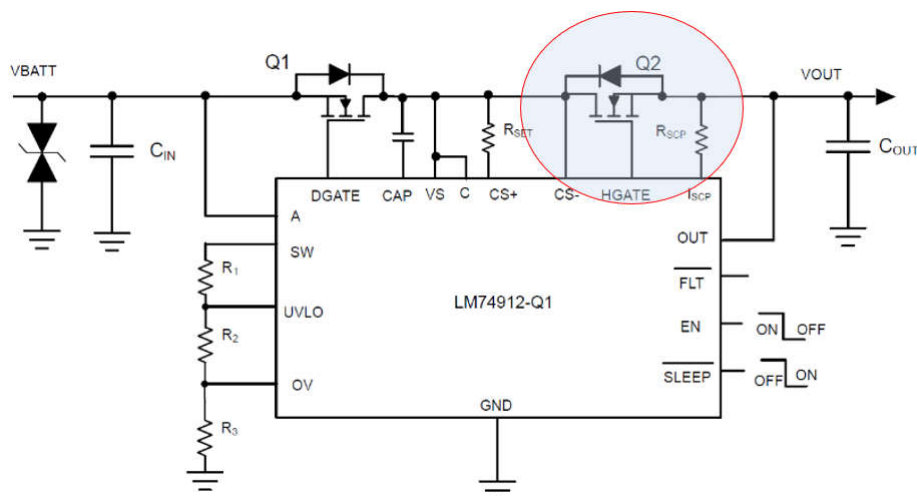 Q1
Q2
VBATT
VOUT
CIN
RSET
RSCP
COUT
DGATE
CAP
VS
C
CS+
CS-
HGATE
ISCP
A
SW
OUT
R1
FLT
UVLO
LM74912-Q1
R2
EN
ON
OFF
OV
SLEEP
OFF
ON
GND
R3